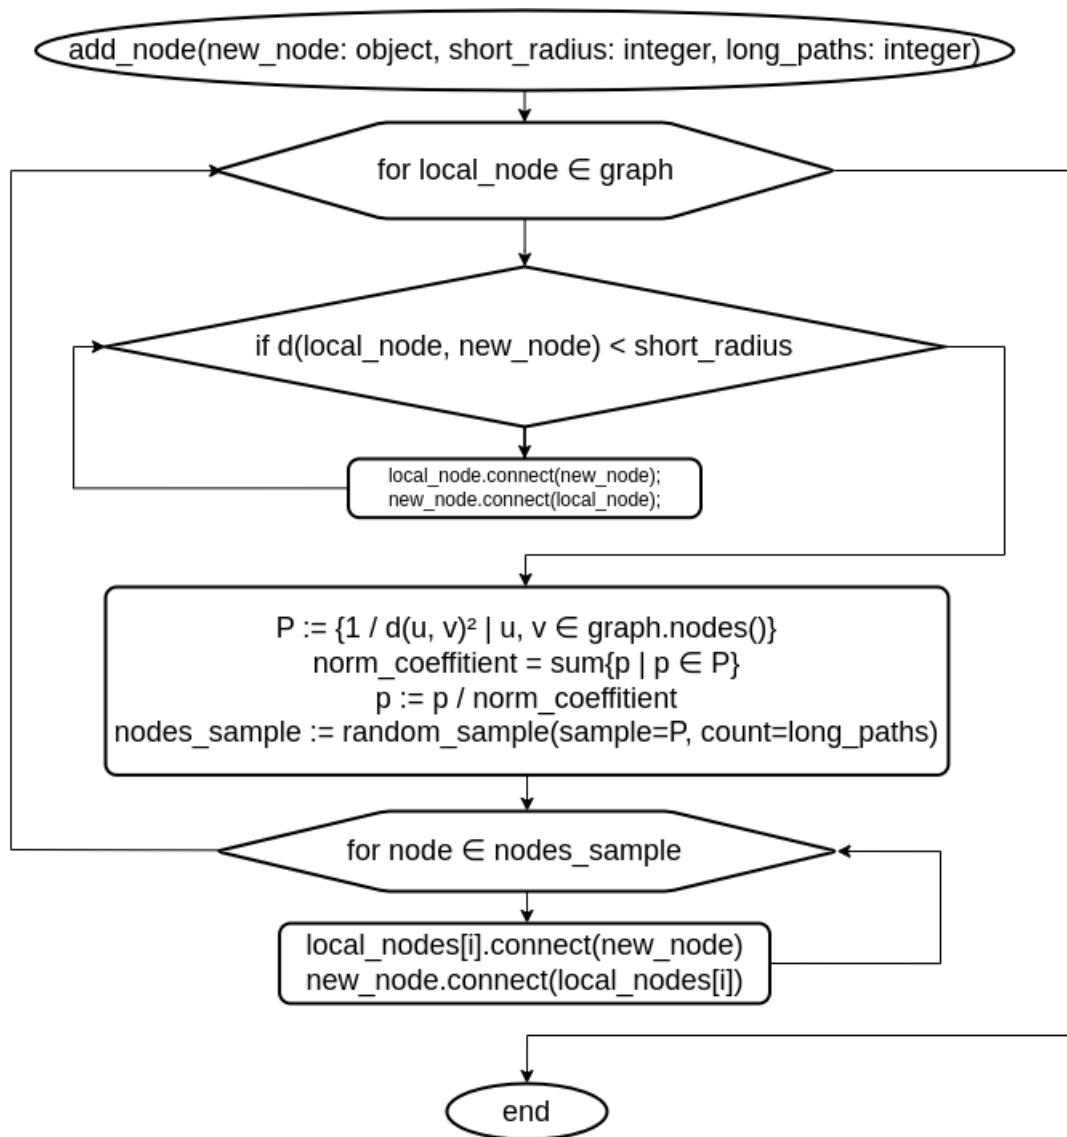 add_node(new_node: object, short_radius: integer, long_paths: integer)
for local_node ∈ graph
if d(local_node, new_node) < short_radius
local_node.connect(new_node);
new_node.connect(local_node);
P := {1 / d(u, v)² | u, v ∈ graph.nodes()}
norm_coeffitient = sum{p | p ∈ P}
p := p / norm_coeffitient
nodes_sample := random_sample(sample=P, count=long_paths)
for node ∈ nodes_sample
local_nodes[i].connect(new_node)
new_node.connect(local_nodes[i])
end